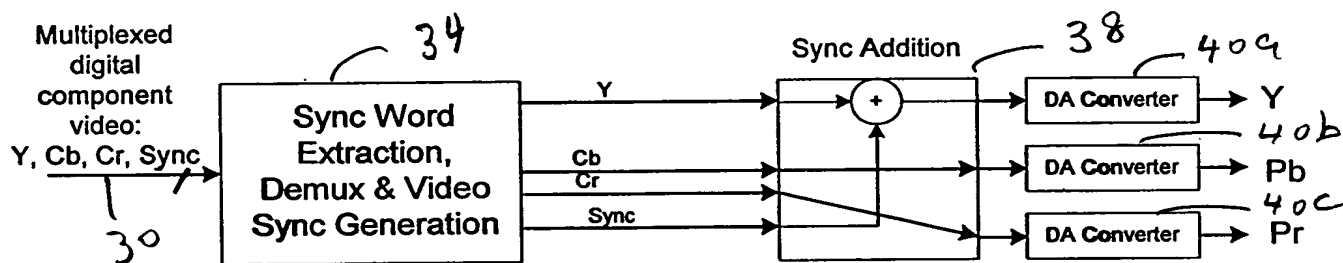 Multiplexed
digital
component
video:
Y, Cb, Cr, Sync
30
34
Sync Word
Extraction,
Demux & Video
Sync Generation
Y
Cb
Cr
Sync
Sync Addition
38
+
40a
DA Converter
Y
40b
DA Converter
Pb
40c
DA Converter
Pr